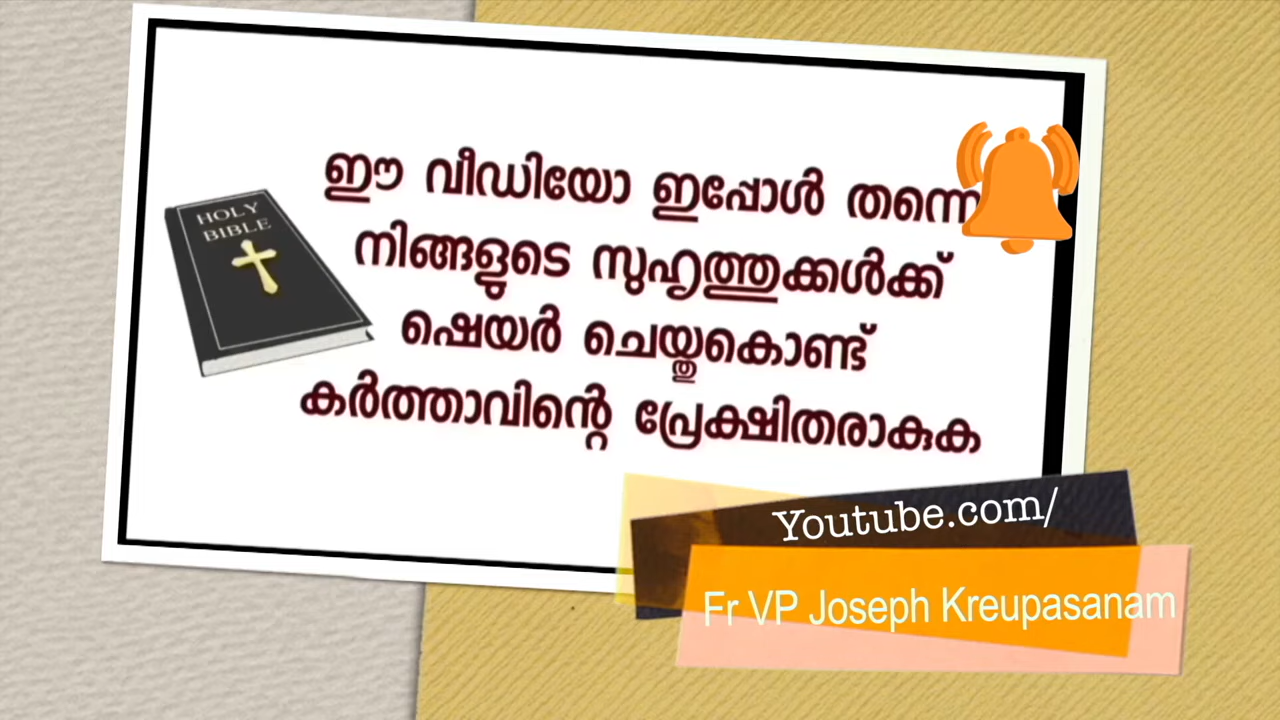 HOLY
BIBLE
ഈ വീഡിയോ ഇപ്പോൾ തന്നെ
നിങ്ങളുടെ സുഹൃത്തുക്കൾക്ക്
ഷെയർ ചെയ്തുകൊണ്ട്
കർത്താവിന്റെ പ്രേക്ഷിതരാകുക
Youtube.com/
Fr VP Joseph Kreupasanam